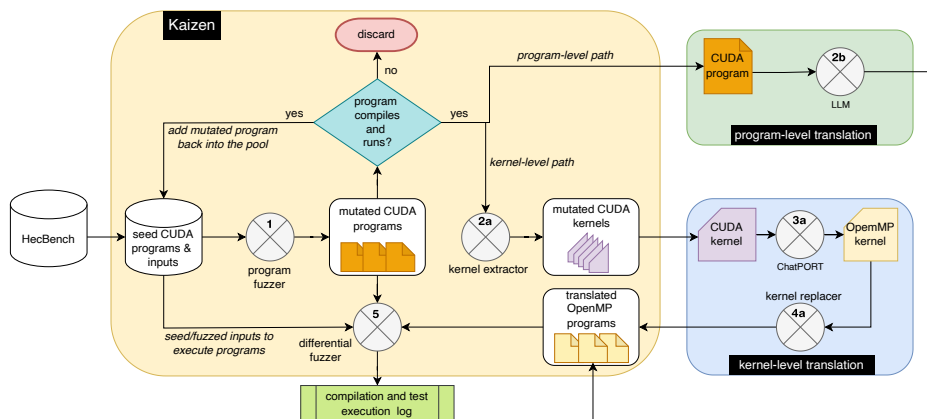 Kaizen
discard
no
program-level path
CUDA
program
2b
LLM
program-level translation
program
compiles
and
runs?
yes
yes
add mutated program
back into the pool
kernel-level path
HecBench
seed CUDA
programs &
inputs
1
program
fuzzer
mutated CUDA
programs
2a
kernel extractor
mutated CUDA
kernels
CUDA
kernel
3a
ChatPORT
OpenMP
kernel
kernel replacer
4a
kernel-level translation
translated
OpenMP
programs
5
differential
fuzzer
seed/fuzzed inputs to
execute programs
compilation and test
execution log